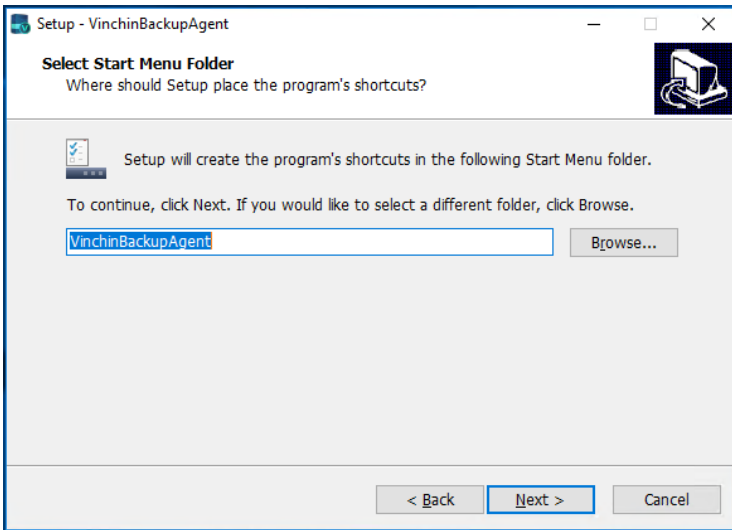 Setup - VinchinBackupAgent
Select Start Menu Folder
Where should Setup place the program's shortcuts?
Setup will create the program's shortcuts in the following Start Menu folder.
To continue, click Next. If you would like to select a different folder, click Browse.
VinchinBackupAgent
Browse...
< Back
Next >
Cancel